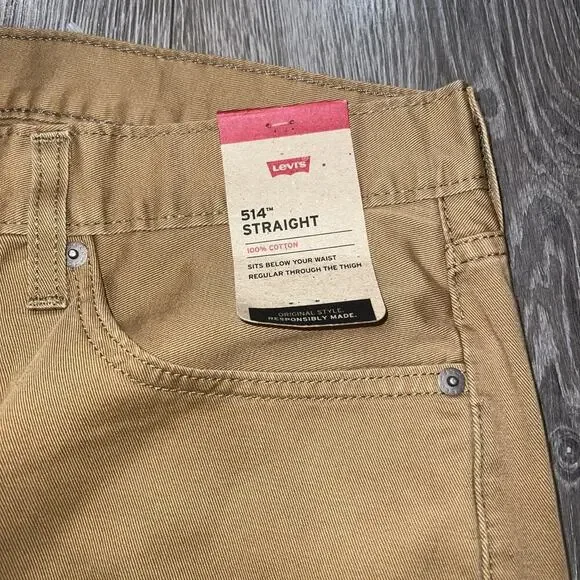 Levi's
514™
STRAIGHT
100% COTTON
SITS BELOW YOUR WAIST
REGULAR THROUGH THE THIGH
ORIGINAL STYLE.
RESPONSIBLY MADE.